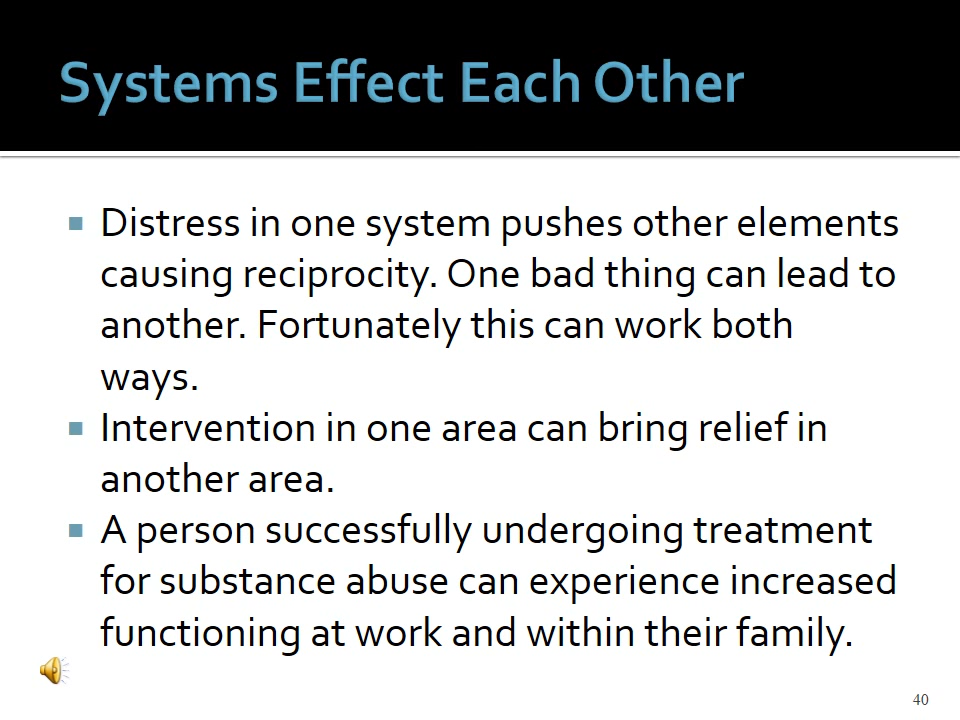 Systems Effect Each Other
▪ Distress in one system pushes other elements
causing reciprocity. One bad thing can lead to
another. Fortunately this can work both
ways.
▪ Intervention in one area can bring relief in
another area.
▪ A person successfully undergoing treatment
for substance abuse can experience increased
functioning at work and within their family.
40